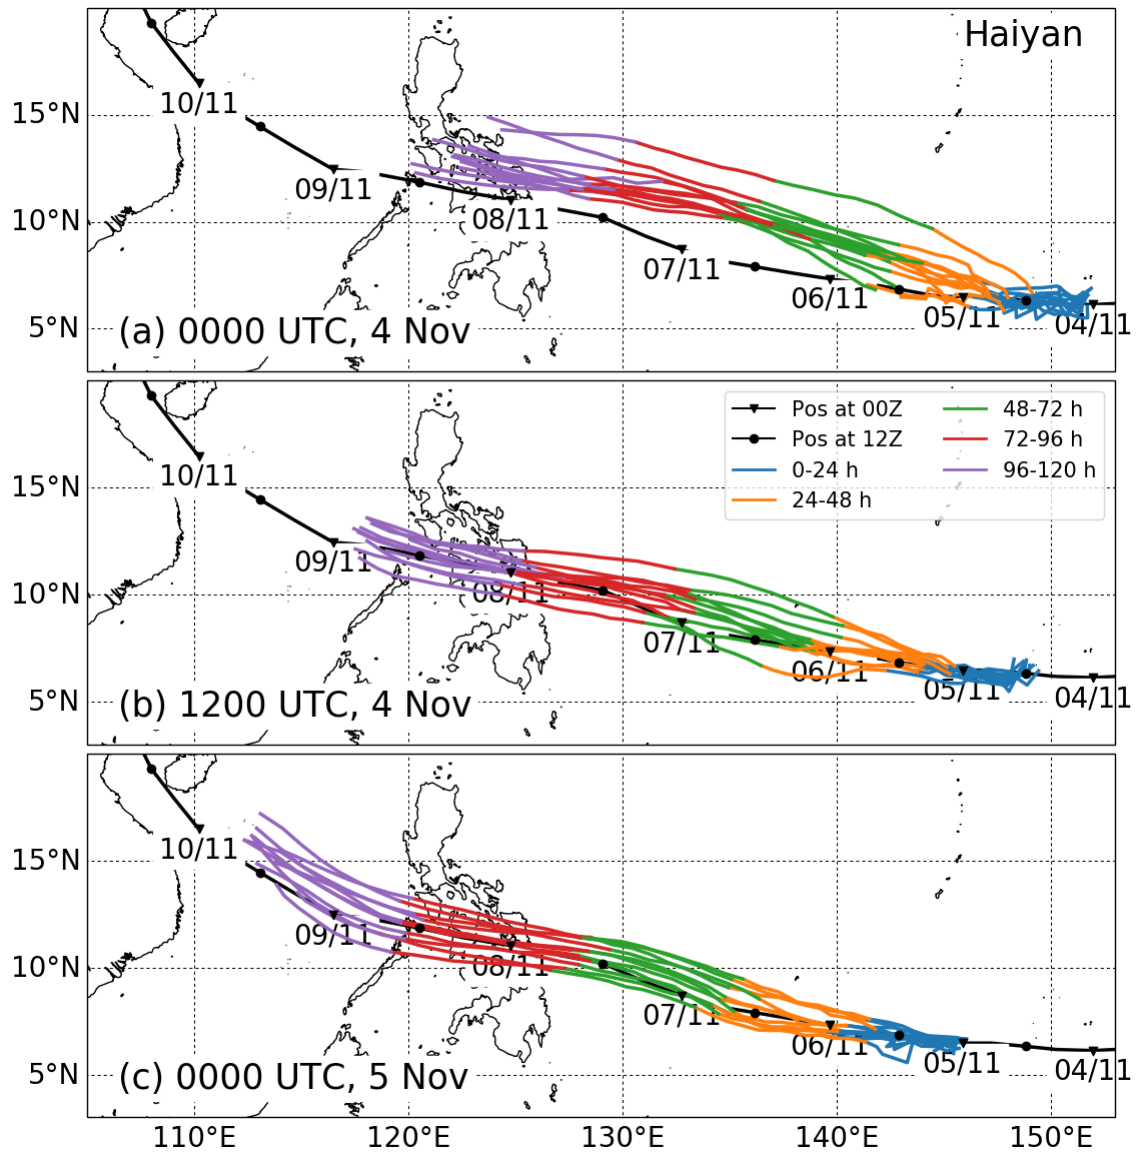 Haiyan
15°N
10°N
5°N
10/11
09/11
08/11
07/11
06/11
05/11
04/11
(a) 0000 UTC, 4 Nov
Pos at 00Z
Pos at 12Z
0-24 h
24-48 h
48-72 h
72-96 h
96-120 h
15°N
10°N
5°N
10/11
09/11
08/11
07/11
06/11
05/11
04/11
(b) 1200 UTC, 4 Nov
15°N
10°N
5°N
10/11
09/11
08/11
07/11
06/11
05/11
04/11
(c) 0000 UTC, 5 Nov
110°E 120°E 130°E 140°E 150°E